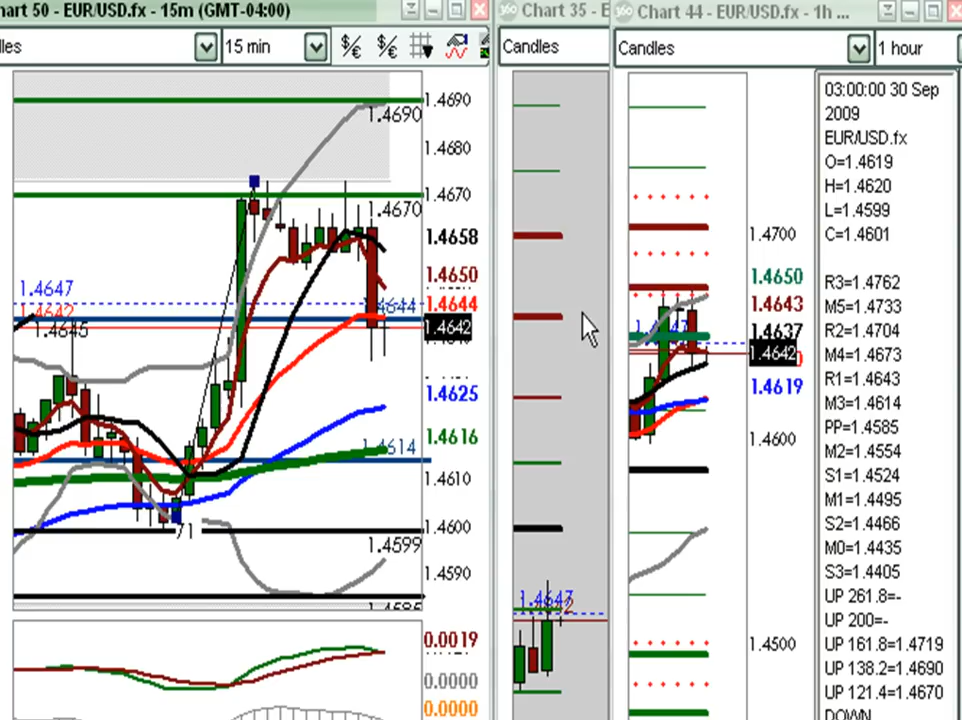 hart 50 - EUR/USD.fx - 15m (GMT-04:00)
Chart 35 - E
Chart 44 - EUR/USD.fx - 1h ...
lles
15 min
Candles
Candles
1 hour
1.4690
1.4690
1.4680
1.4670
1.4670
1.4658
1.4650
1.4647
1.4642
1.4645
1.4644
1.4642
1.4625
1.4616
1.4614
1.4610
1.4600
71
1.4599
1.4590
1.4585
0.0019
0.0000
0.0000
1.4647
1.4700
1.4650
1.4643
1.4637
1.4642
1.4619
1.4600
1.4500
03:00:00 30 Sep
2009
EUR/USD.fx
O=1.4619
H=1.4620
L=1.4599
C=1.4601
R3=1.4762
M5=1.4733
R2=1.4704
M4=1.4673
R1=1.4643
M3=1.4614
PP=1.4585
M2=1.4554
S1=1.4524
M1=1.4495
S2=1.4466
M0=1.4435
S3=1.4405
UP 261.8=-
UP 200=-
UP 161.8=1.4719
UP 138.2=1.4690
UP 121.4=1.4670
DOWN